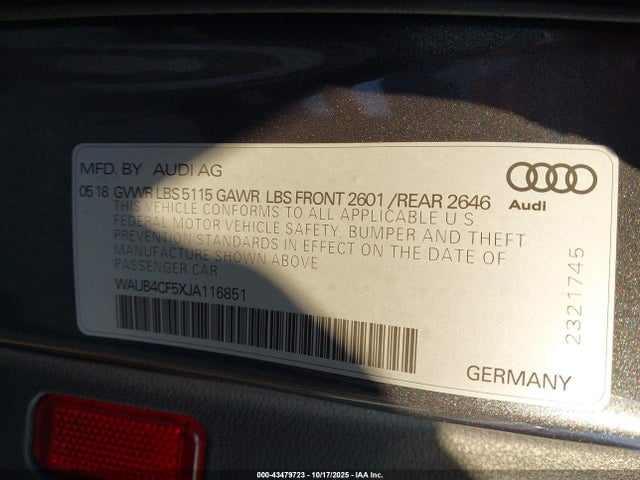 MFD. BY AUDI AG
05 18 GVWR LBS 5115 GAWR LBS FRONT 2601 /REAR 2646
THIS VEHICLE CONFORMS TO ALL APPLICABLE U S
FEDERAL MOTOR VEHICLE SAFETY, BUMPER AND THEFT
PREVENTION STANDARDS IN EFFECT ON THE DATE OF
MANUFACTURE SHOWN ABOVE
PASSENGER CAR
WAUB4CF5XJA116851
Audi
2321745
GERMANY
000-43479723 - 10/17/2025 - IAA Inc.